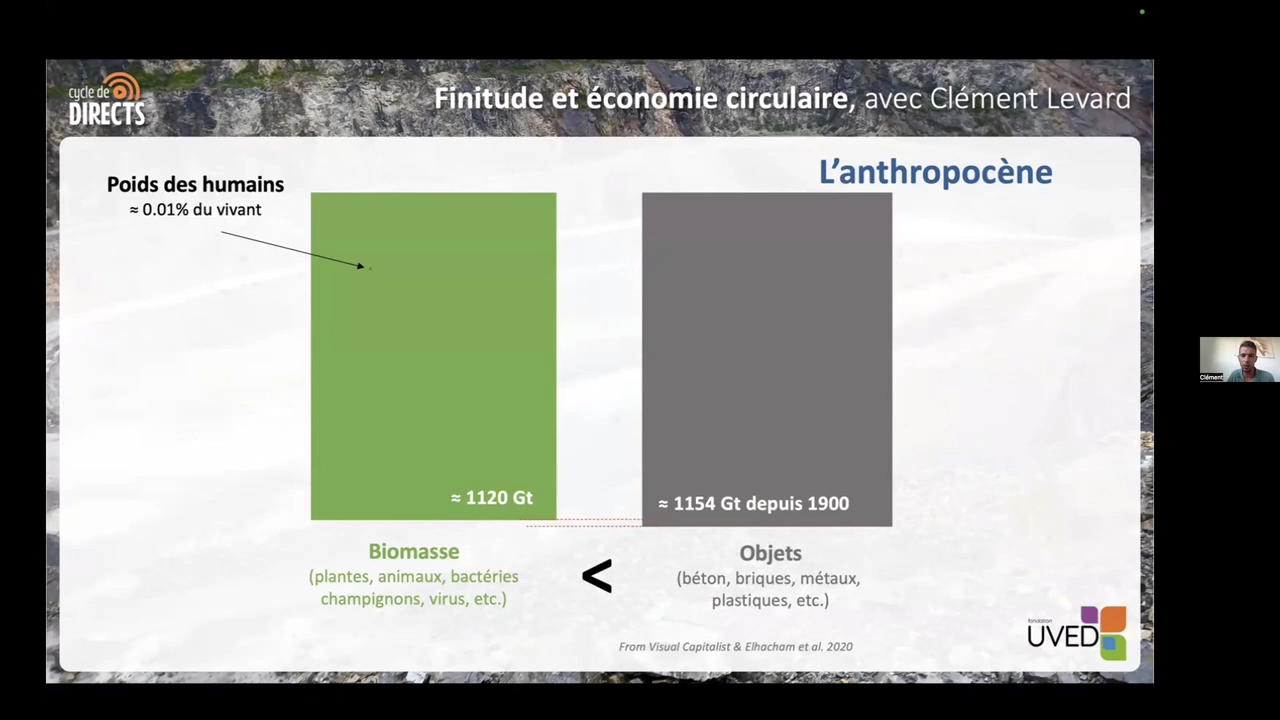 cycle de
DIRECTS
Finitude et économie circulaire, avec Clément Levard
L'anthropocène
Poids des humains
≈ 0.01% du vivant
≈ 1120 Gt
≈ 1154 Gt depuis 1900
Biomasse
(plantes, animaux, bactéries
champignons, virus, etc.)
<
Objets
(béton, briques, métaux,
plastiques, etc.)
From Visual Capitalist & Elhacham et al. 2020
fondation
UVED
Clément